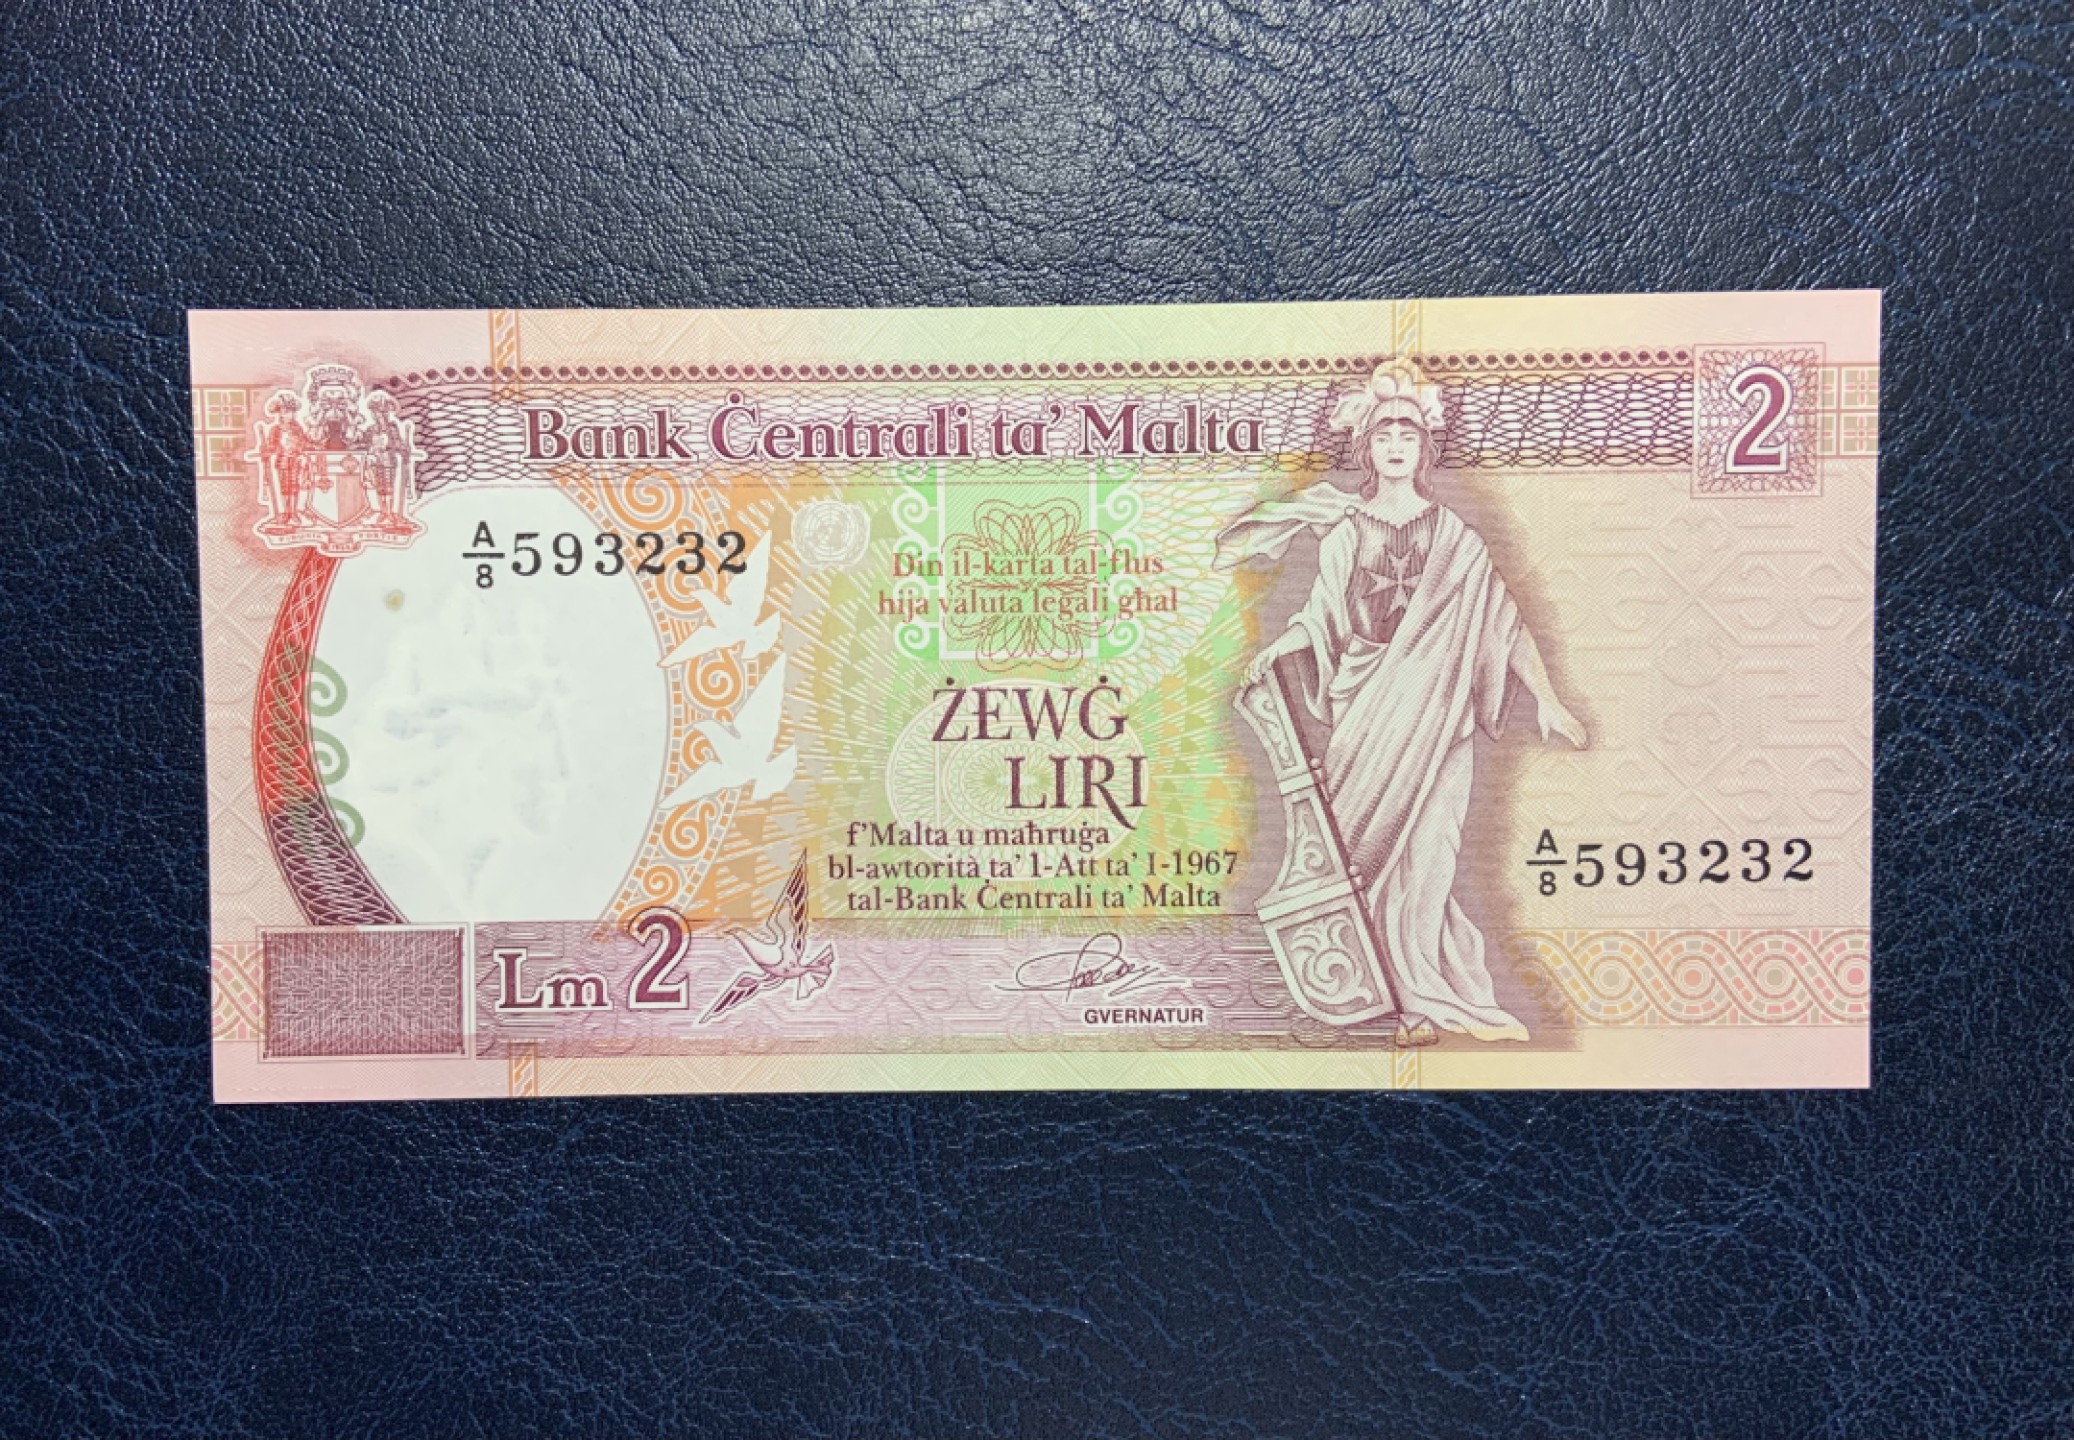 Bank Ċentrali ta' Malta
2
A/8 593232
Din il-karta tal-flus
hija valuta legali għal
ŻEWĠ
LIRI
f'Malta u maħruġa
bl-awtorità ta' l-Att ta' l-1967
tal-Bank Ċentrali ta' Malta
A/8 593232
Lm 2
GVERNATUR